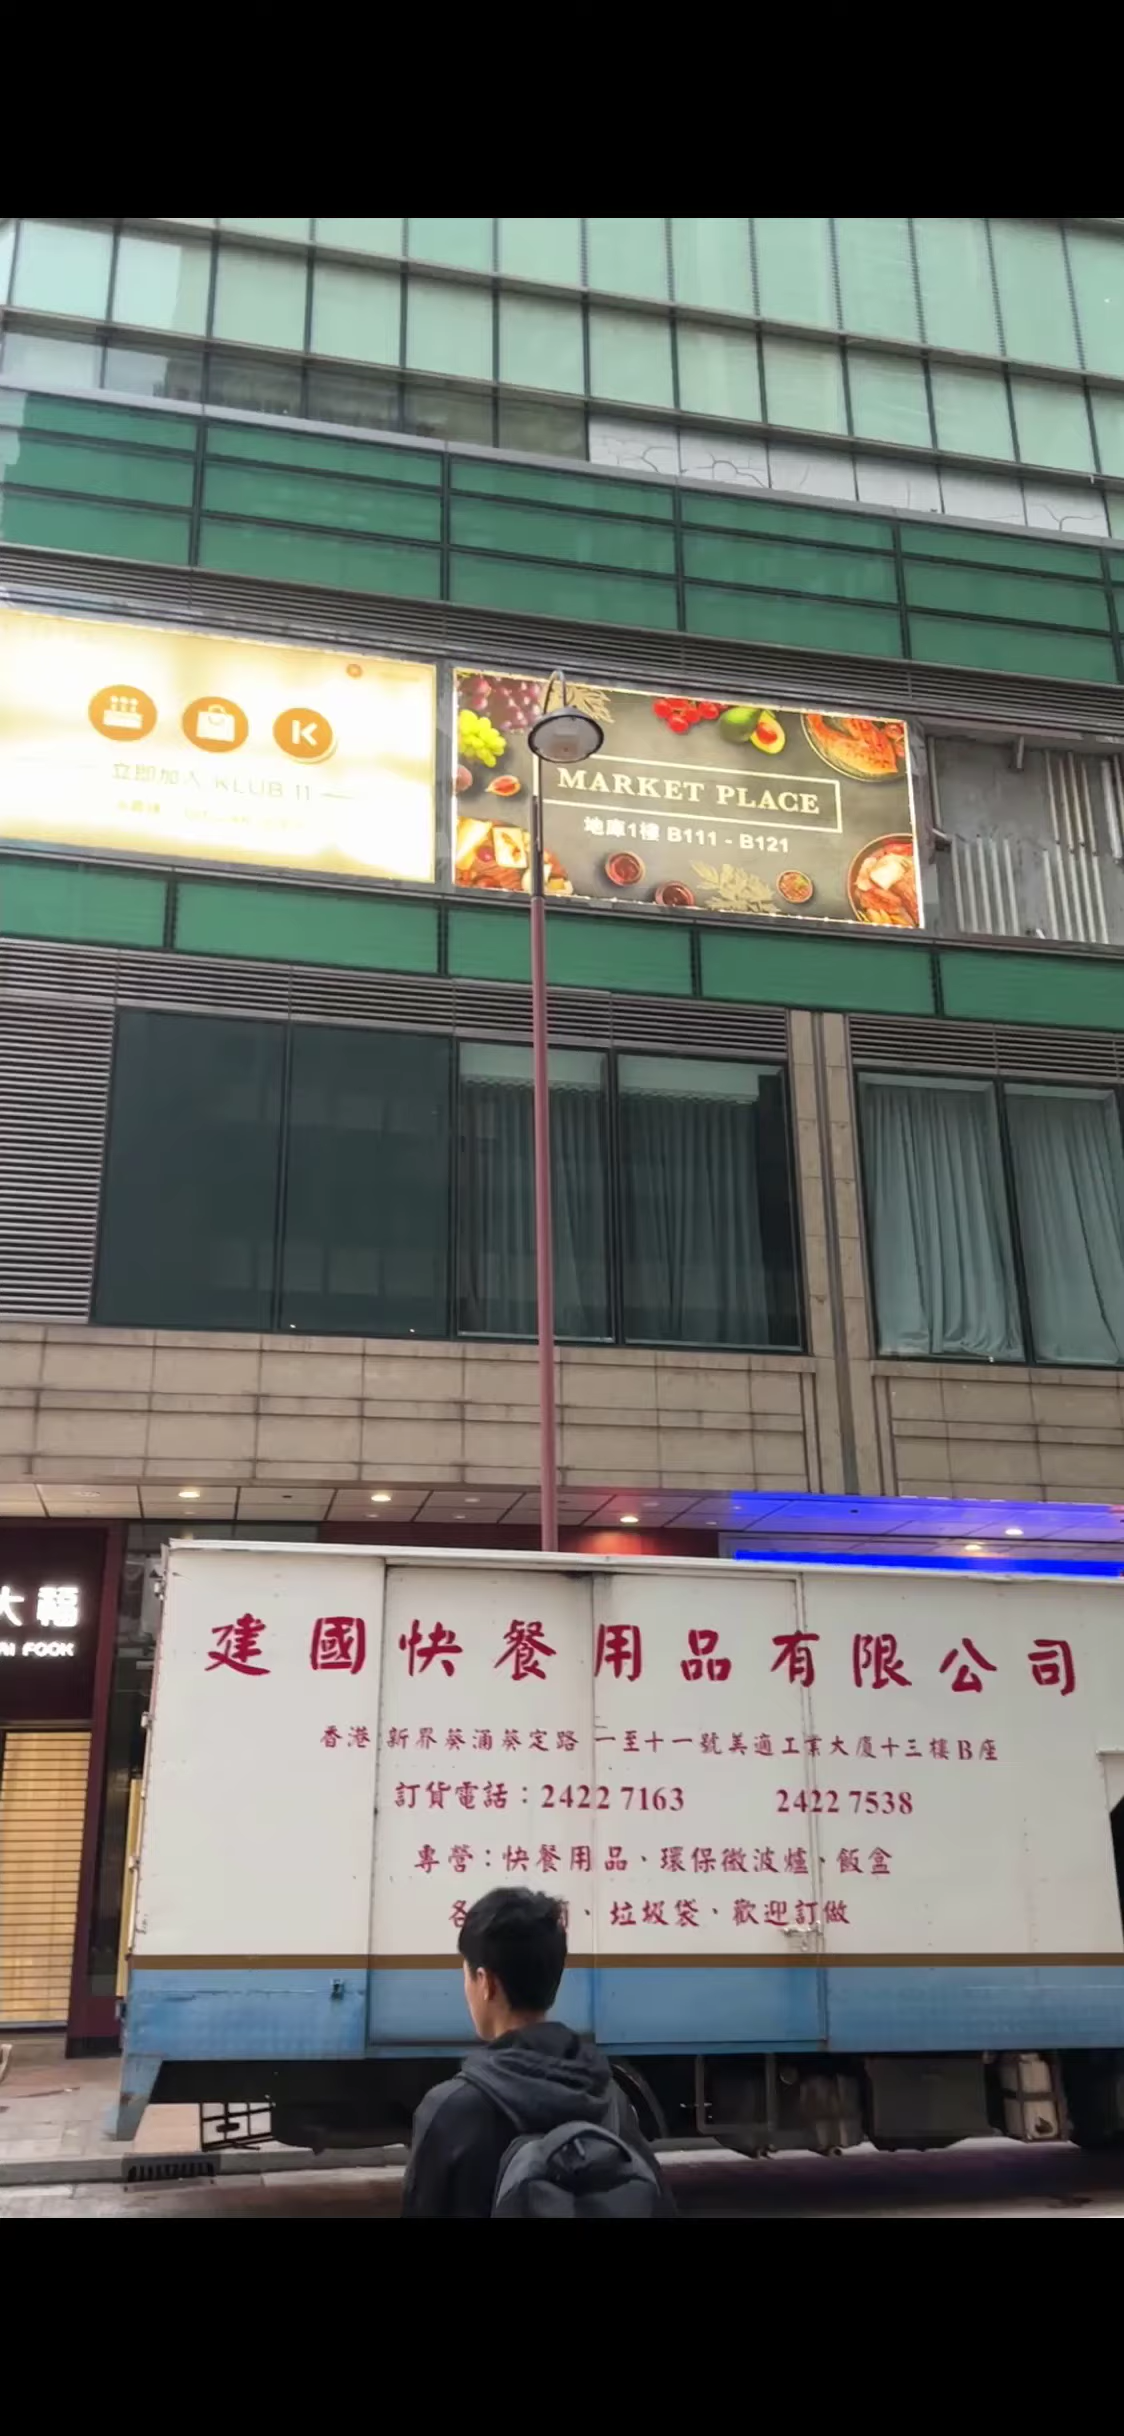 立即加入 KLUB 11
MARKET PLACE
地庫1樓 B111 - B121
大福
AI FOOK
建國快餐用品有限公司
香港 新界葵涌葵定路 二至十一號美適工業大廈十三樓B座
訂貨電話：2422 7163 2422 7538
專營：快餐用品、環保微波爐、飯盒
各 、垃圾袋、歡迎訂做